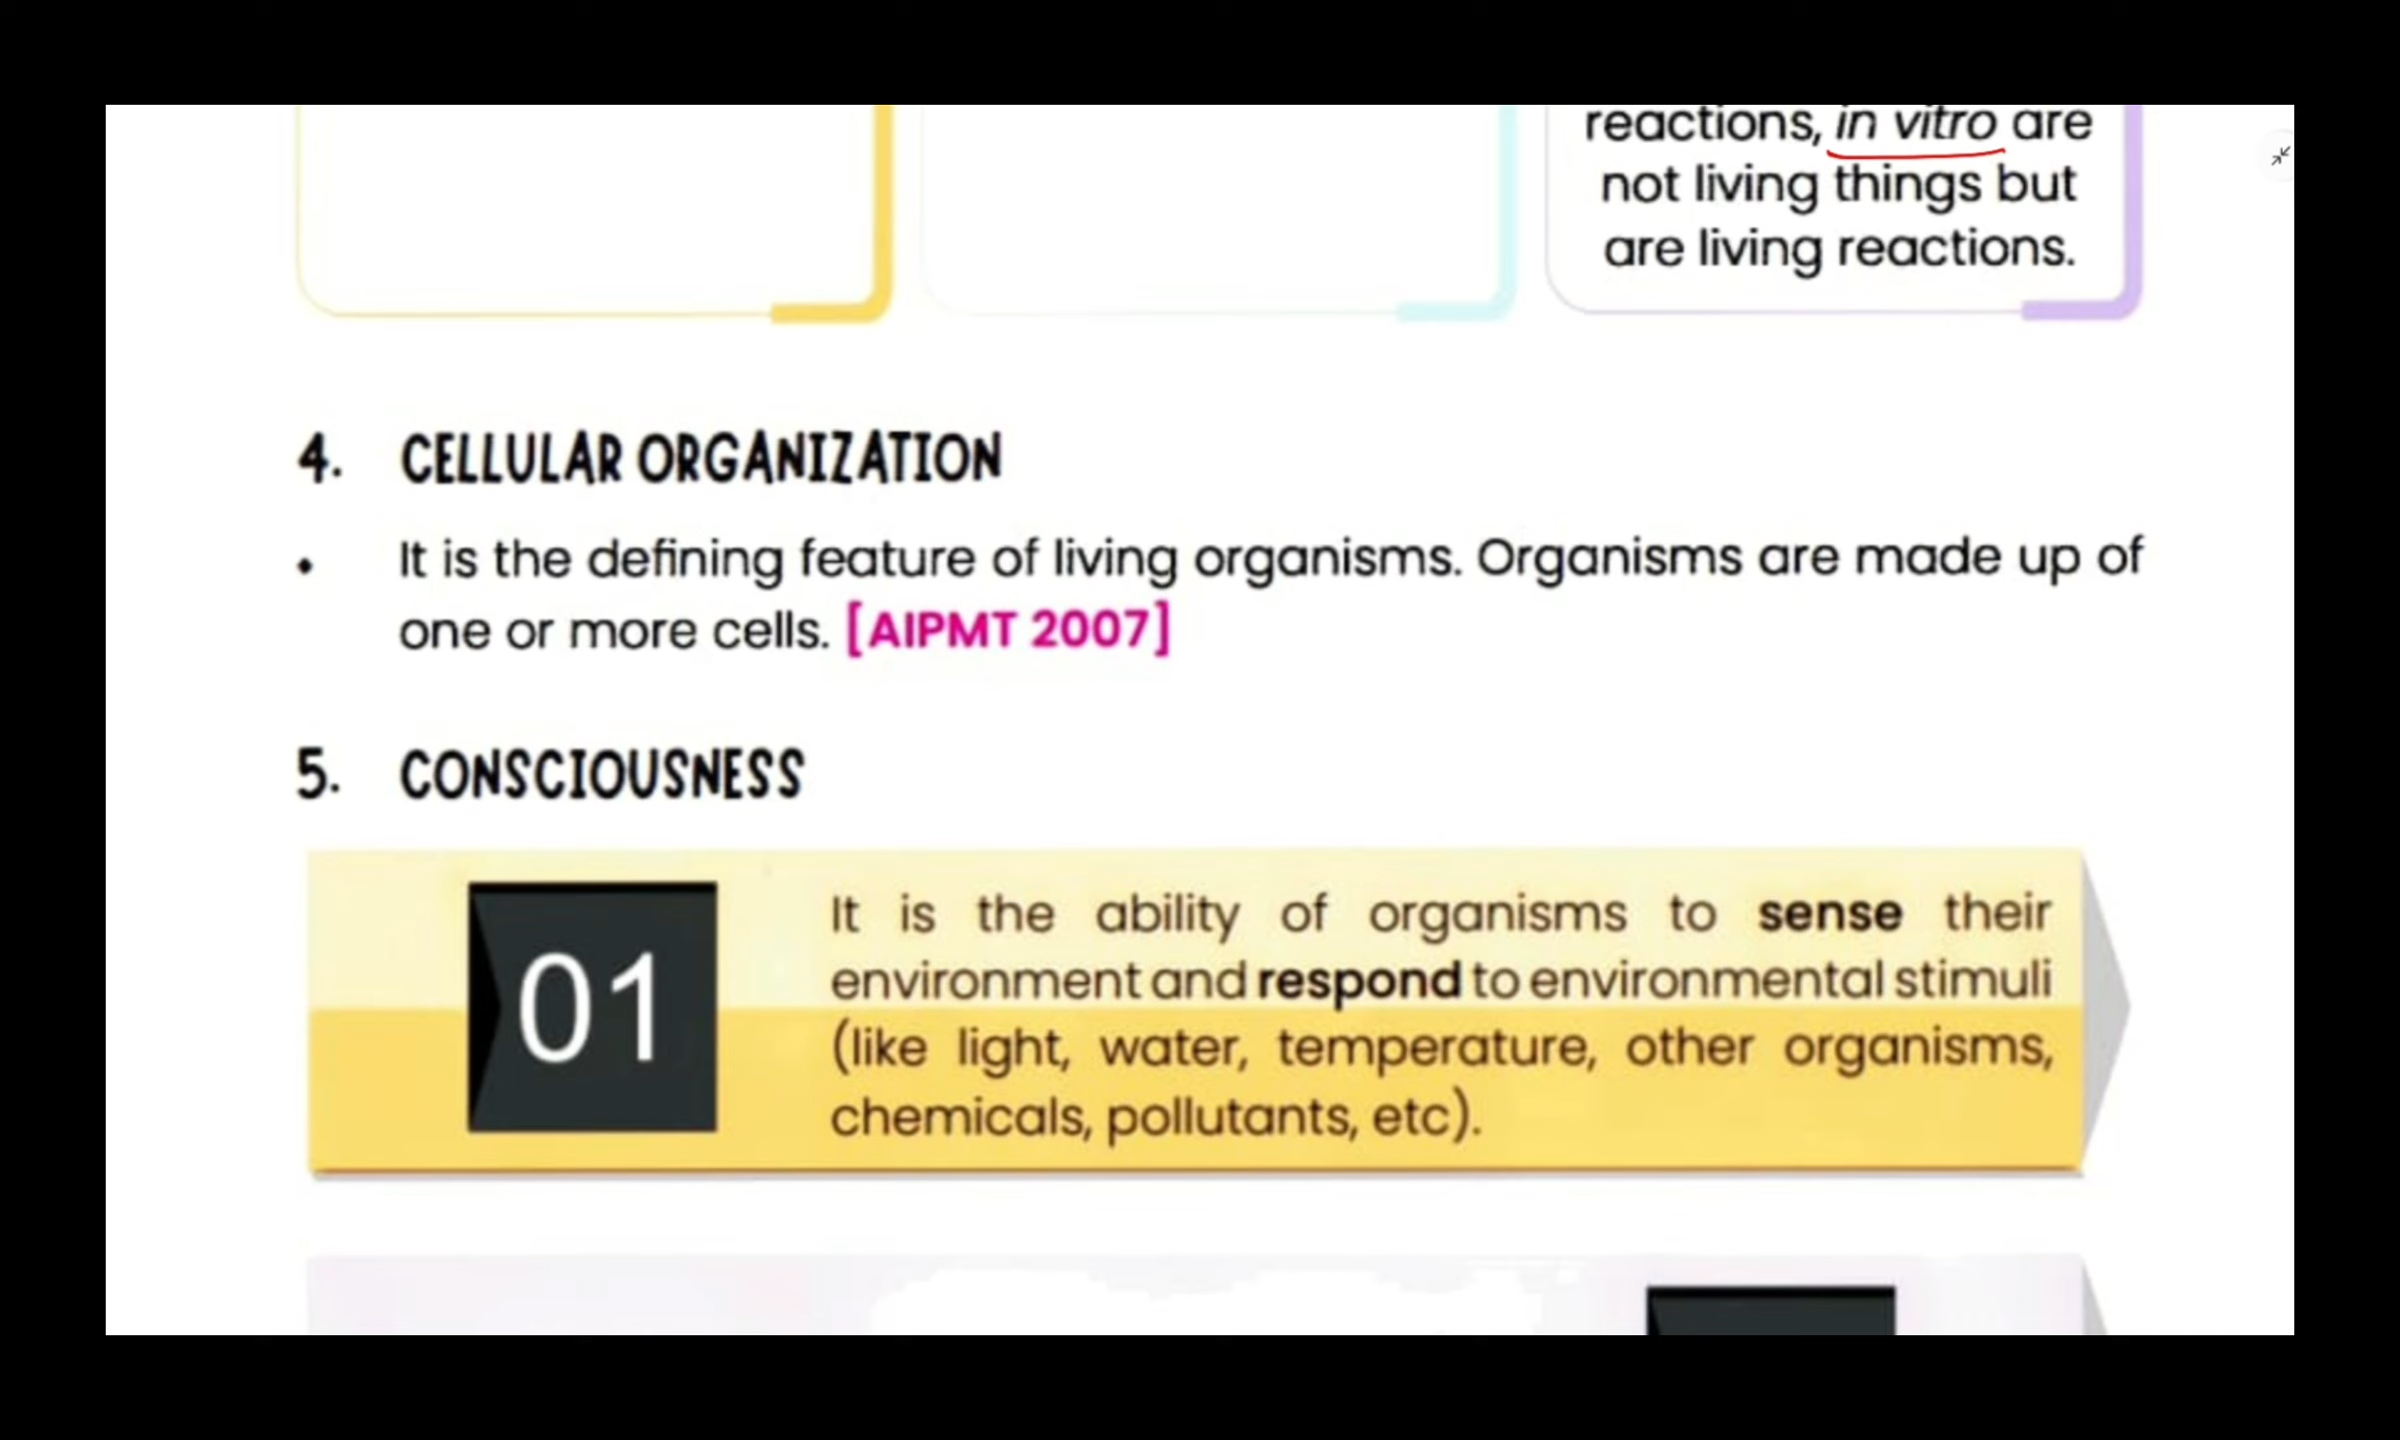 reactions, in vitro are
not living things but
are living reactions.
4. CELLULAR ORGANIZATION
• It is the defining feature of living organisms. Organisms are made up of
one or more cells. [AIPMT 2007]
5. CONSCIOUSNESS
01
It is the ability of organisms to sense their
environment and respond to environmental stimuli
(like light, water, temperature, other organisms,
chemicals, pollutants, etc).